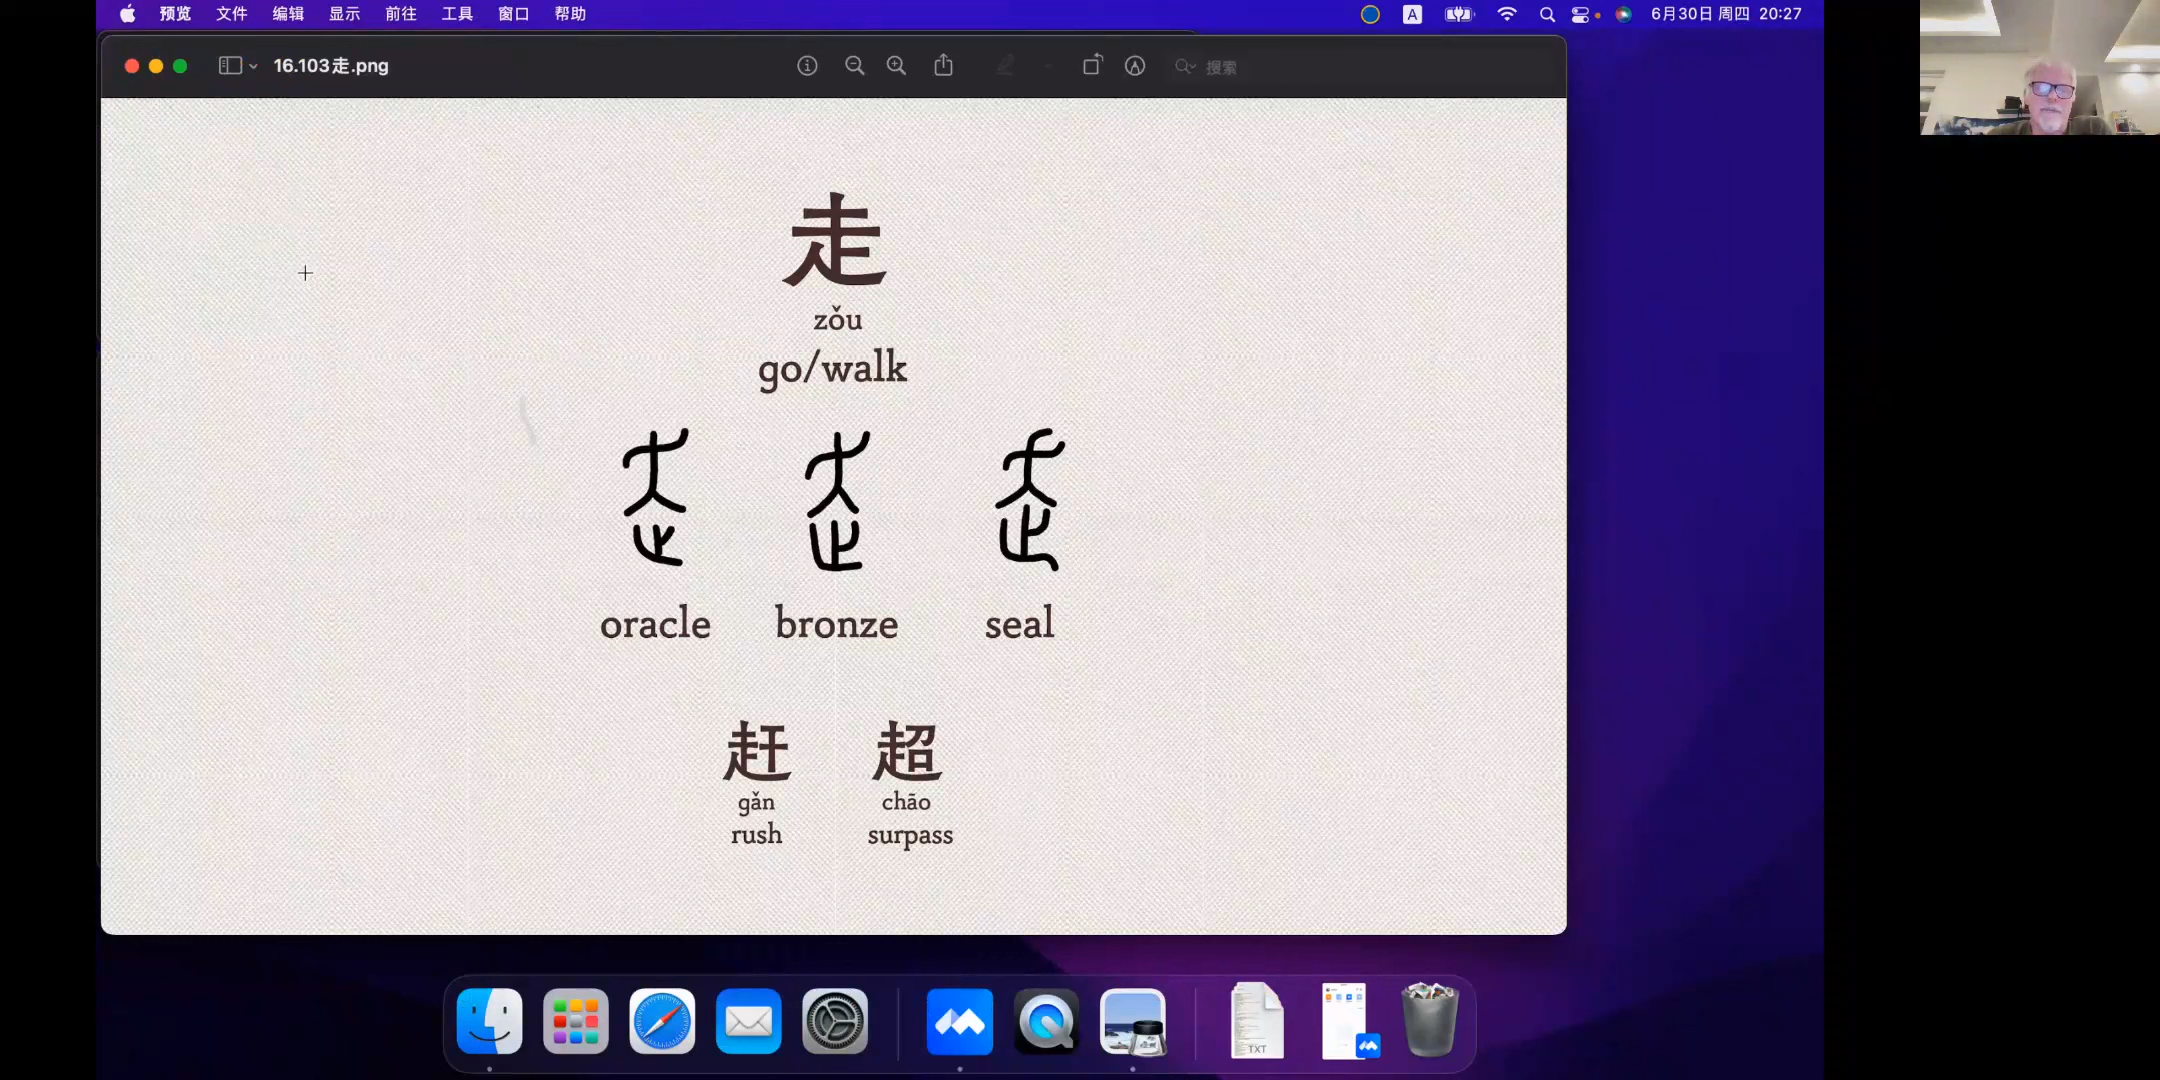 预览 文件 编辑 显示 前往 工具 窗口 帮助 A 6月30日 周四 20:27
16.103走.png 搜索
走
zǒu
go/walk
oracle bronze seal
赶 超
gǎn chāo
rush surpass
TXT